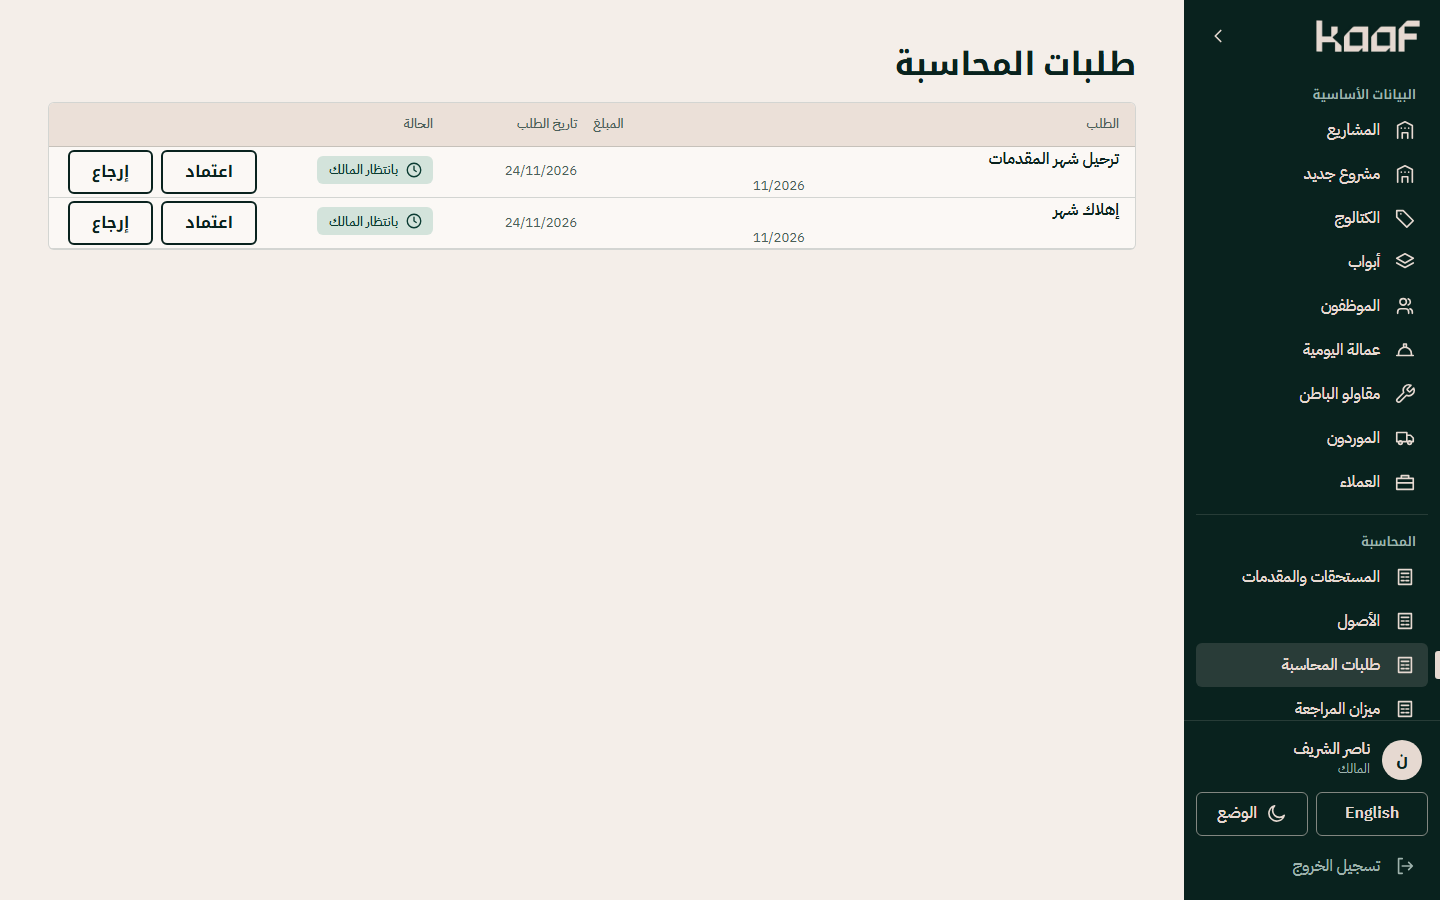 kaaf
البيانات الأساسية
المشاريع
مشروع جديد
الكتالوج
أبواب
الموظفون
عمالة اليومية
مقاولو الباطن
الموردون
العملاء
المحاسبة
المستحقات والمقدمات
الأصول
طلبات المحاسبة
ميزان المراجعة
ن
ناصر الشريف
المالك
English
الوضع
تسجيل الخروج
طلبات المحاسبة
الطلب المبلغ تاريخ الطلب الحالة
ترحيل شهر المقدمات
11/2026
24/11/2026
بانتظار المالك
اعتماد
إرجاع
إهلاك شهر
11/2026
24/11/2026
بانتظار المالك
اعتماد
إرجاع